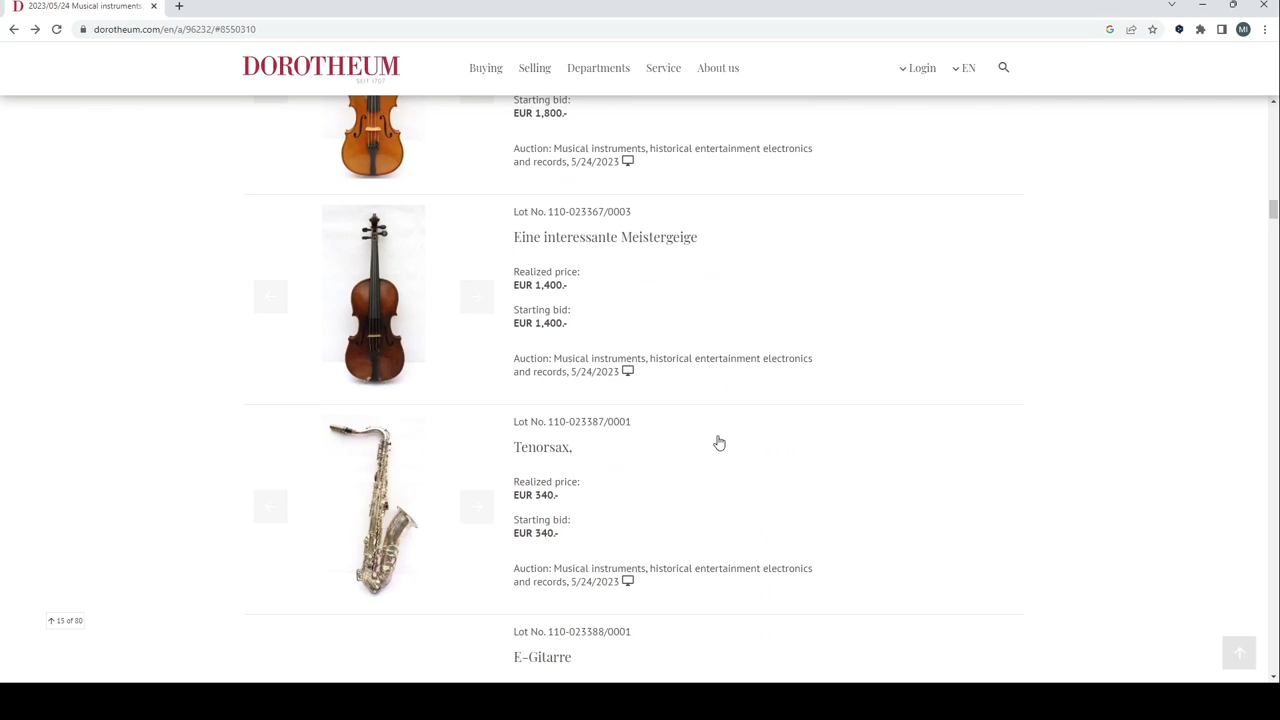 2023/05/24 Musical instruments,
dorotheum.com/en/a/96232/#8550310
MI
DOROTHEUM
SEIT 1707
Buying
Selling
Departments
Service
About us
Login
EN
Starting bid:
EUR 1,800.-
Auction: Musical instruments, historical entertainment electronics
and records, 5/24/2023
Lot No. 110-023367/0003
Eine interessante Meistergeige
Realized price:
EUR 1,400.-
Starting bid:
EUR 1,400.-
Auction: Musical instruments, historical entertainment electronics
and records, 5/24/2023
Lot No. 110-023387/0001
Tenorsax,
Realized price:
EUR 340.-
Starting bid:
EUR 340.-
Auction: Musical instruments, historical entertainment electronics
and records, 5/24/2023
15 of 80
Lot No. 110-023388/0001
E-Gitarre